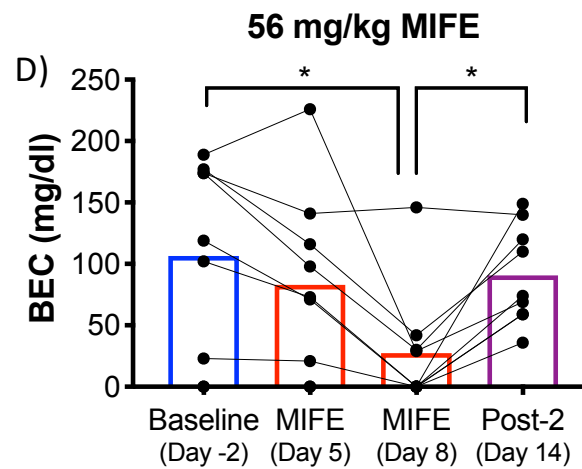 56 mg/kg MIFE
D)
* *
BEC (mg/dl)
250
200
150
100
50
0
Baseline MIFE MIFE Post-2
(Day -2) (Day 5) (Day 8) (Day 14)